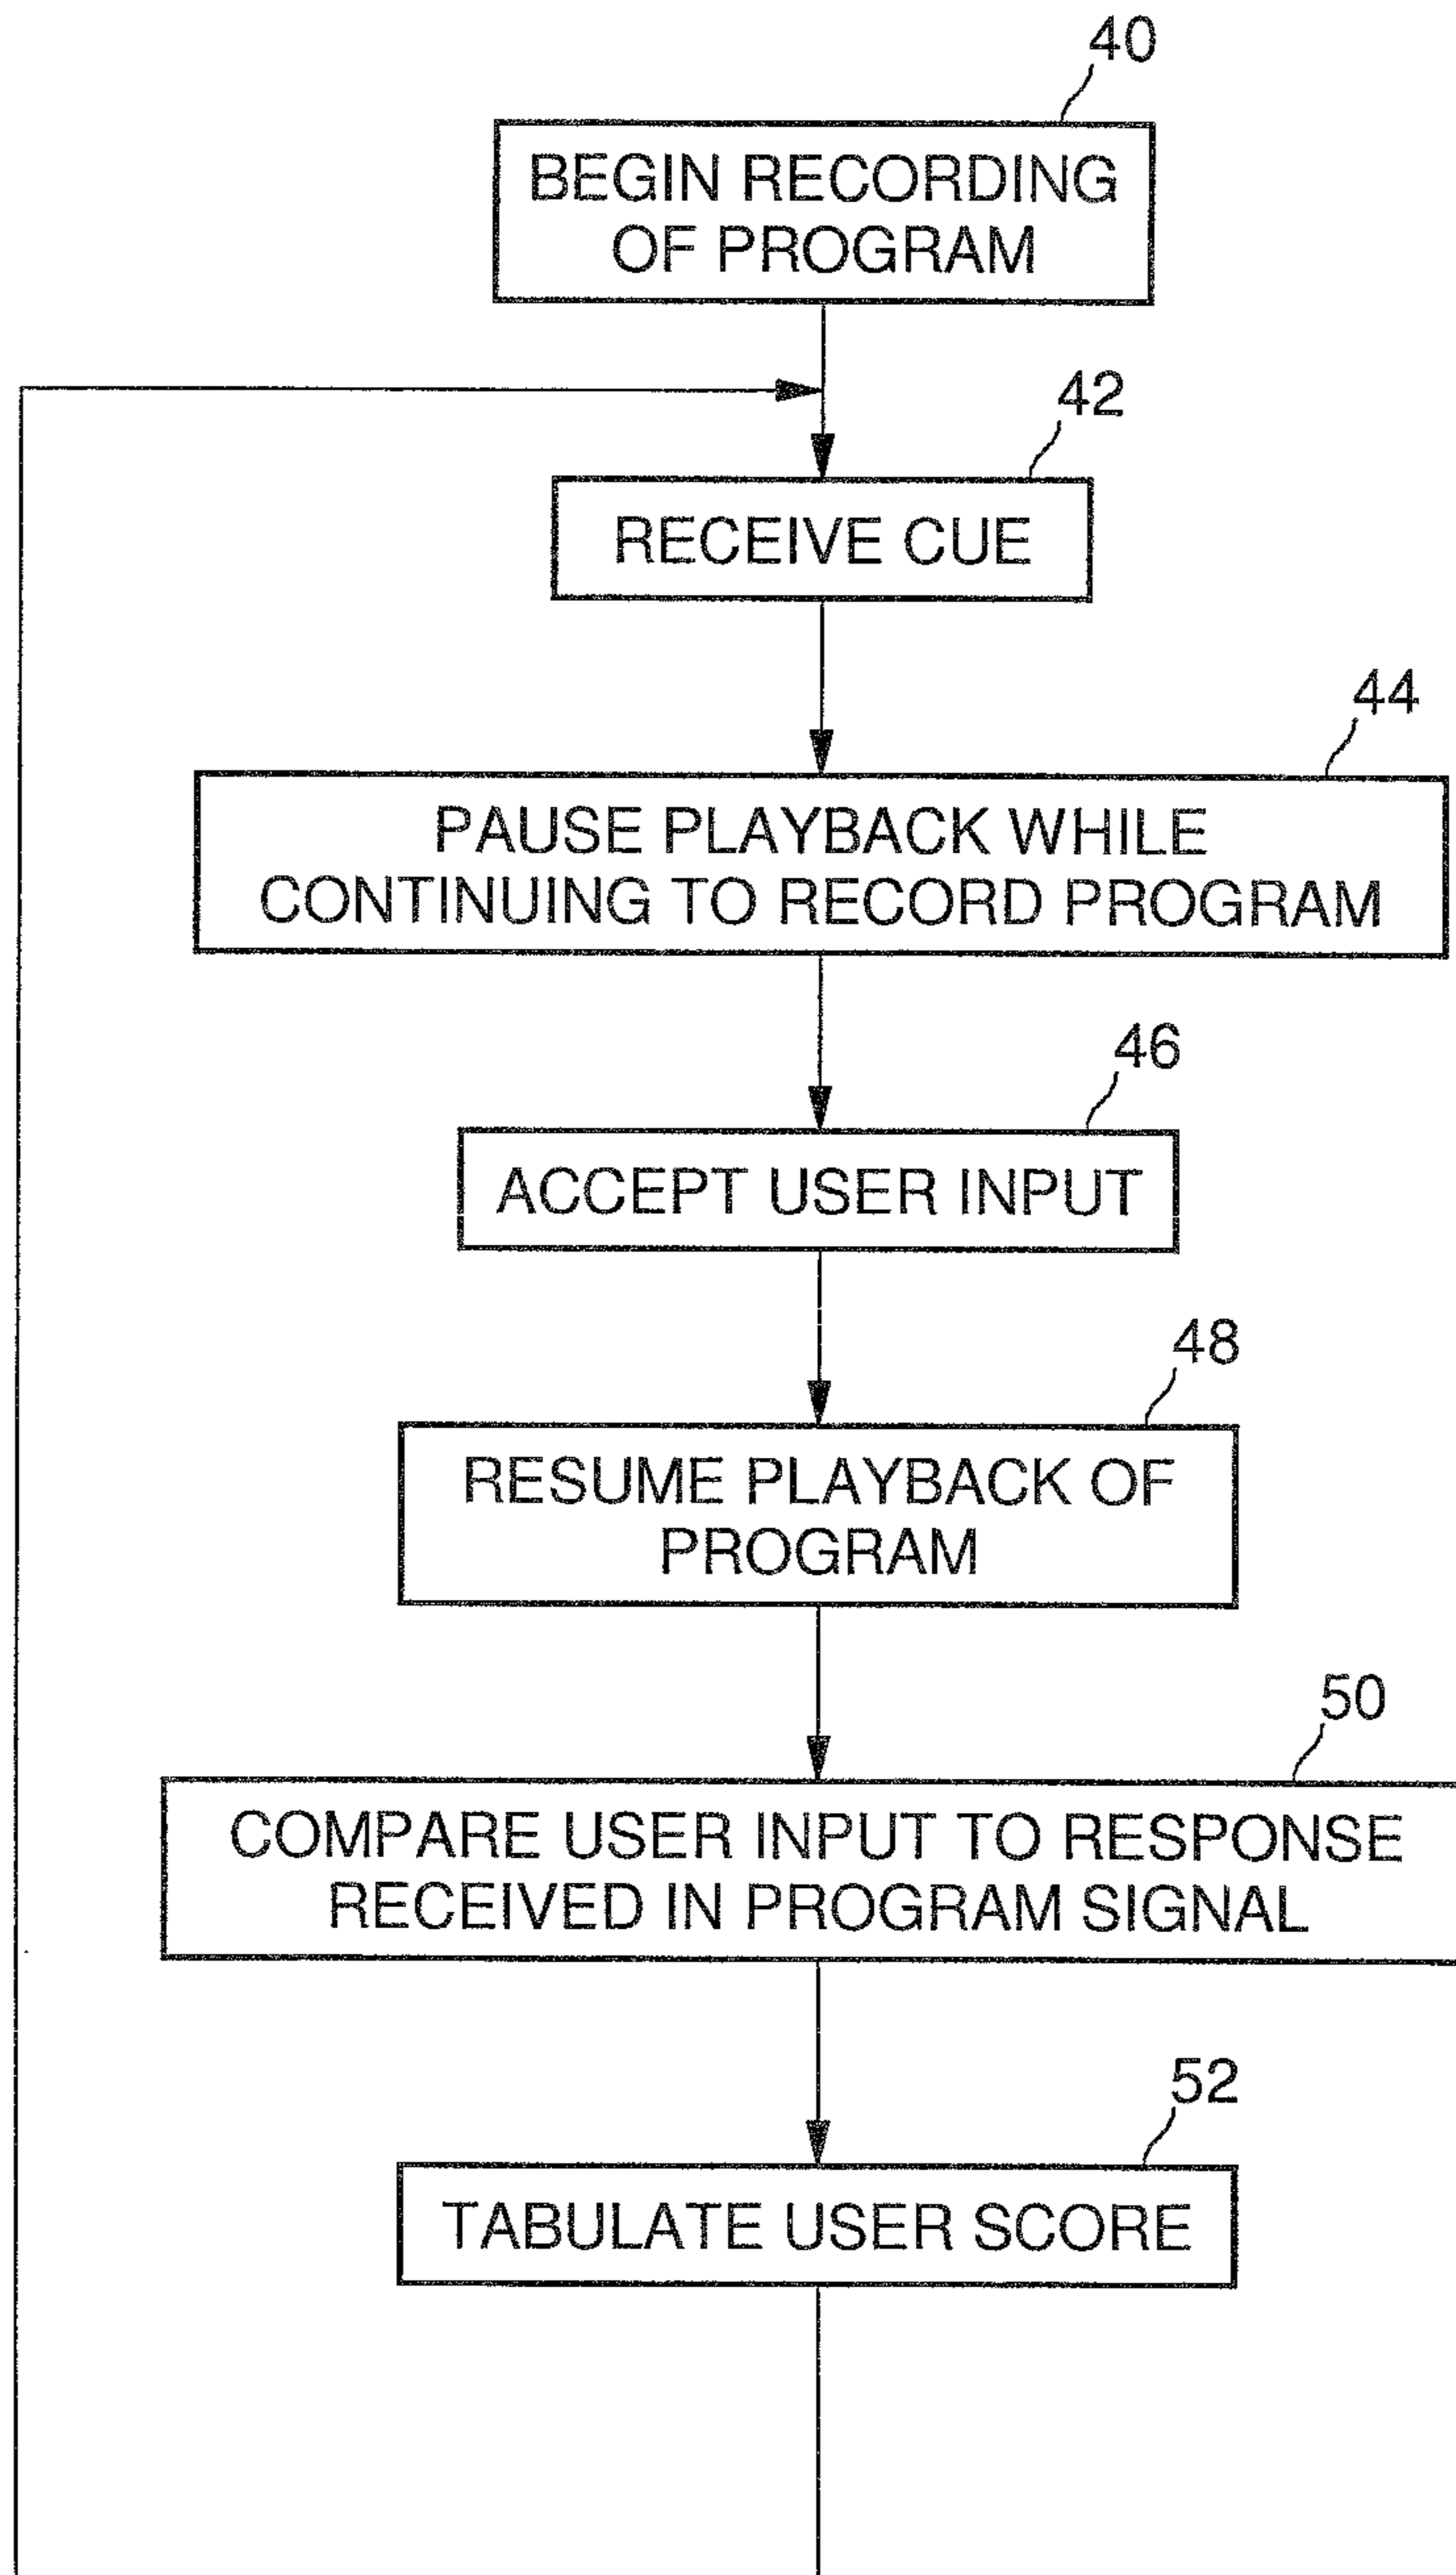 40
BEGIN RECORDING
OF PROGRAM
42
RECEIVE CUE
44
PAUSE PLAYBACK WHILE
CONTINUING TO RECORD PROGRAM
46
ACCEPT USER INPUT
48
RESUME PLAYBACK OF
PROGRAM
50
COMPARE USER INPUT TO RESPONSE
RECEIVED IN PROGRAM SIGNAL
52
TABULATE USER SCORE